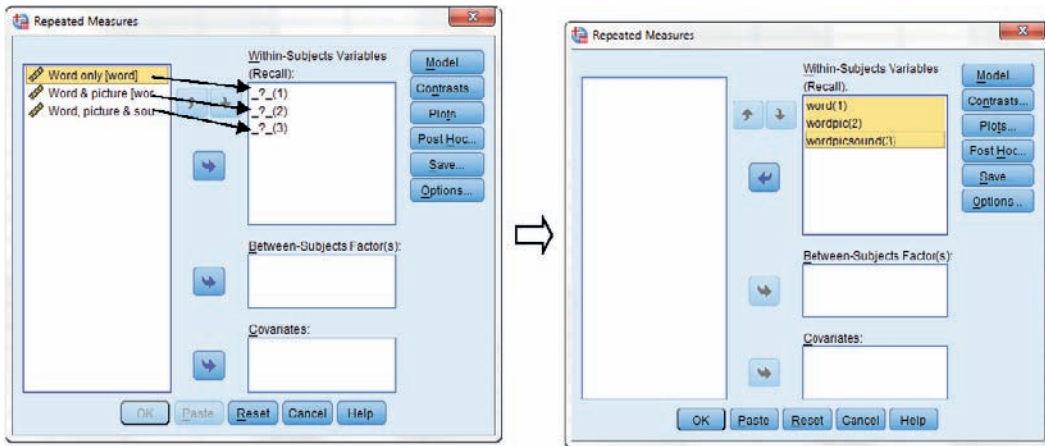 Repeated Measures
Within-Subjects Variables
(Recall):
Word only [word]
Word & picture [wor
Word, picture & sou
_?_(1)
_?_(2)
_?_(3)
Model
Contrasts
Plots
Post Hoc...
Save...
Options...
Between-Subjects Factor(s):
Covariates:
OK
Paste
Reset
Cancel
Help
Repeated Measures
Within-Subjects Variables
(Recall):
word(1)
wordpic(2)
wordpicsound(3)
Model
Contrasts...
Plots...
Post Hoc...
Save
Options...
Between-Subjects Factor(s):
Covariates:
OK
Paste
Reset
Cancel
Help